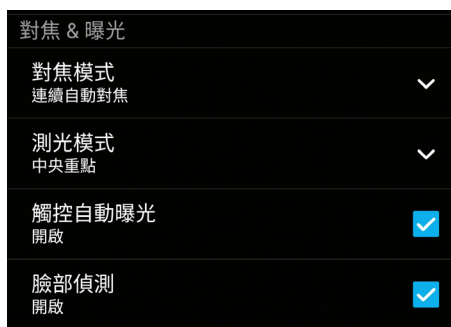 對焦 & 曝光
對焦模式
連續自動對焦
測光模式
中央重點
觸控自動曝光
開啟
臉部偵測
開啟